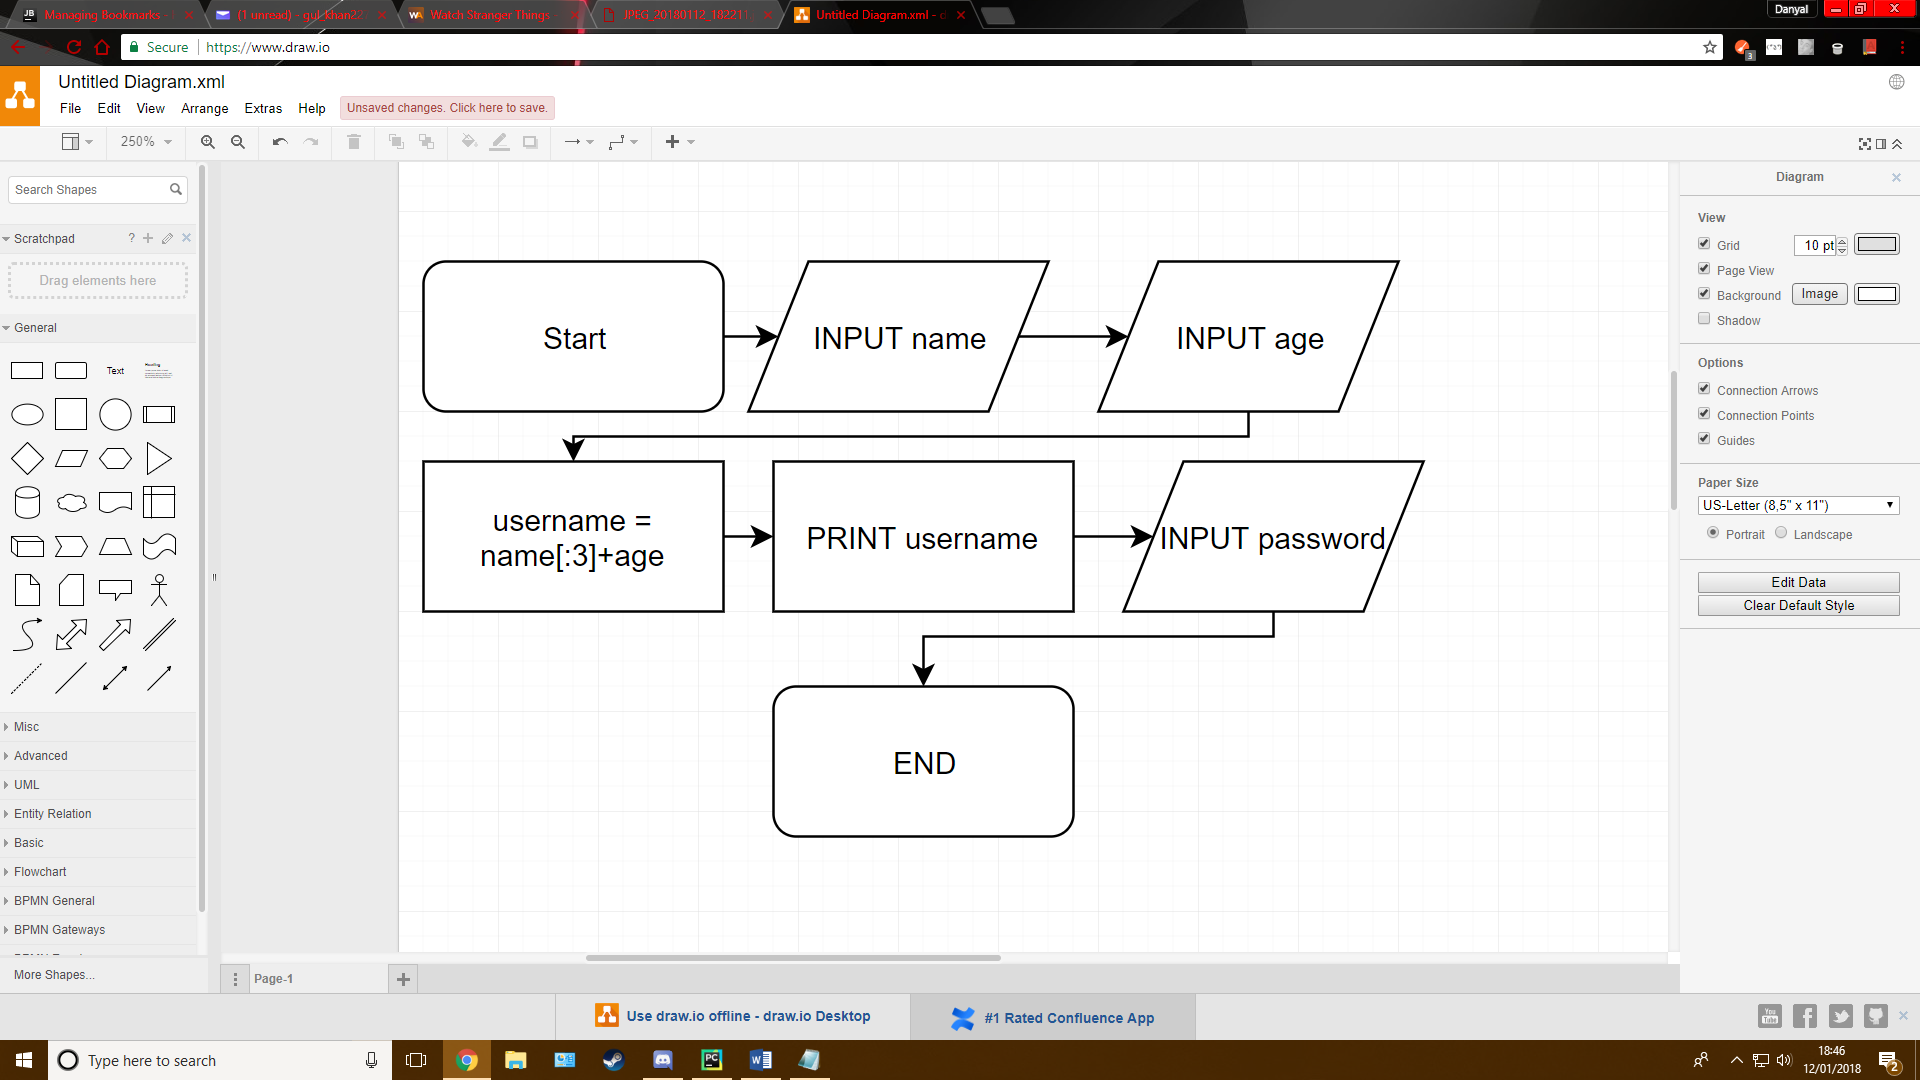 Managing Bookmarks -
(1 unread) - gul_khan22
Watch Stranger Things
JPEG_20180112_182211
Untitled Diagram.xml - d
Danyal
Secure
https://www.draw.io
3
Untitled Diagram.xml
File
Edit
View
Arrange
Extras
Help
Unsaved changes. Click here to save.
250%
Search Shapes
Scratchpad
?
Drag elements here
General
Text
Heading
Misc
Advanced
UML
Entity Relation
Basic
Flowchart
BPMN General
BPMN Gateways
More Shapes...
Start
INPUT name
INPUT age
username =
name[:3]+age
PRINT username
INPUT password
END
Diagram
View
Grid
10 pt
Page View
Background
Image
Shadow
Options
Connection Arrows
Connection Points
Guides
Paper Size
US-Letter (8,5" x 11")
Portrait
Landscape
Edit Data
Clear Default Style
Page-1
Use draw.io offline - draw.io Desktop
#1 Rated Confluence App
Type here to search
18:46
12/01/2018
2